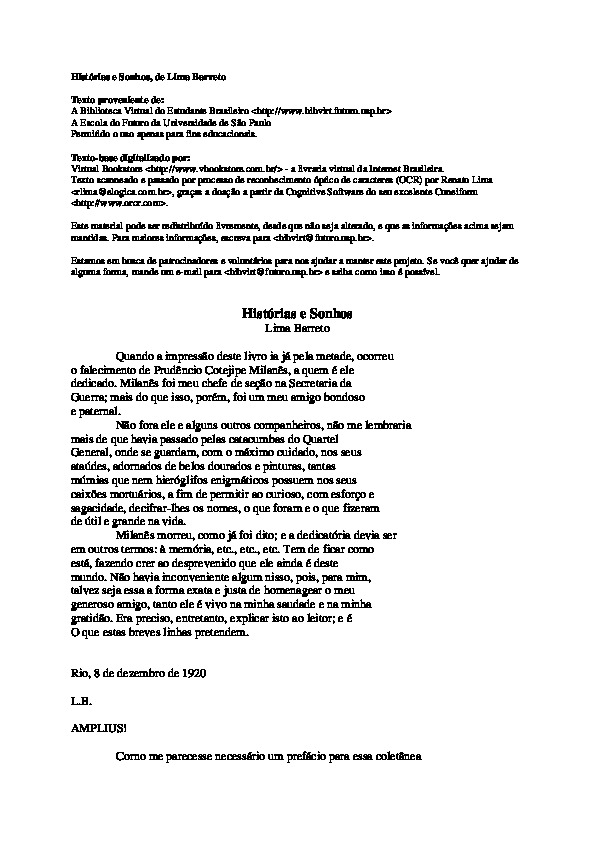 Histórias e Sonhos, de Lima Barreto
Texto proveniente de:
A Biblioteca Virtual do Estudante Brasileiro <http://www.bibvirt.futuro.usp.br>
A Escola do Futuro da Universidade de São Paulo
Permitido o uso apenas para fins educacionais.
Texto-base digitalizado por:
Virtual Bookstore <http://www.vbookstore.com.br/> - a livraria virtual da Internet Brasileira.
Texto scanneado e passado por processo de reconhecimento óptico de caracteres (OCR) por Renato Lima
<rlima@elogica.com.br>, graças a doação a partir da Cognitive Software do seu excelente Cuneiform
<http://www.orcr.com>.
Este material pode ser redistribuído livremente, desde que não seja alterado, e que as informações acima sejam
mantidas. Para maiores informações, escreva para <bibvirt@futuro.usp.br>.
Estamos em busca de patrocinadores e voluntários para nos ajudar a manter este projeto. Se você quer ajudar de
alguma forma, mande um e-mail para <bibvirt@futuro.usp.br> e saiba como isso é possível.
Histórias e Sonhos
Lima Barreto
Quando a impressão deste livro ia já pela metade, ocorreu
o falecimento de Prudêncio Cotejipe Milanês, a quem é ele
dedicado. Milanês foi meu chefe de seção na Secretaria da
Guerra; mais do que isso, porém, foi um meu amigo bondoso
e paternal.
Não fora ele e alguns outros companheiros, não me lembraria
mais de que havia passado pelas catacumbas do Quartel
General, onde se guardam, com o máximo cuidado, nos seus
ataúdes, adornados de belos dourados e pinturas, tantas
múmias que nem hieróglifos enigmáticos possuem nos seus
caixões mortuários, a fim de permitir ao curioso, com esforço e
sagacidade, decifrar-lhes os nomes, o que foram e o que fizeram
de útil e grande na vida.
Milanês morreu, como já foi dito; e a dedicatória devia ser
em outros termos: à memória, etc., etc., etc. Tem de ficar como
está, fazendo crer ao desprevenido que ele ainda é deste
mundo. Não havia inconveniente algum nisso, pois, para mim,
talvez seja essa a forma exata e justa de homenagear o meu
generoso amigo, tanto ele é vivo na minha saudade e na minha
gratidão. Era preciso, entretanto, explicar isto ao leitor; e é
O que estas breves linhas pretendem.
Rio, 8 de dezembro de 1920
L.B.
AMPLIUS!
Como me parecesse necessário um prefácio para essa coletânea